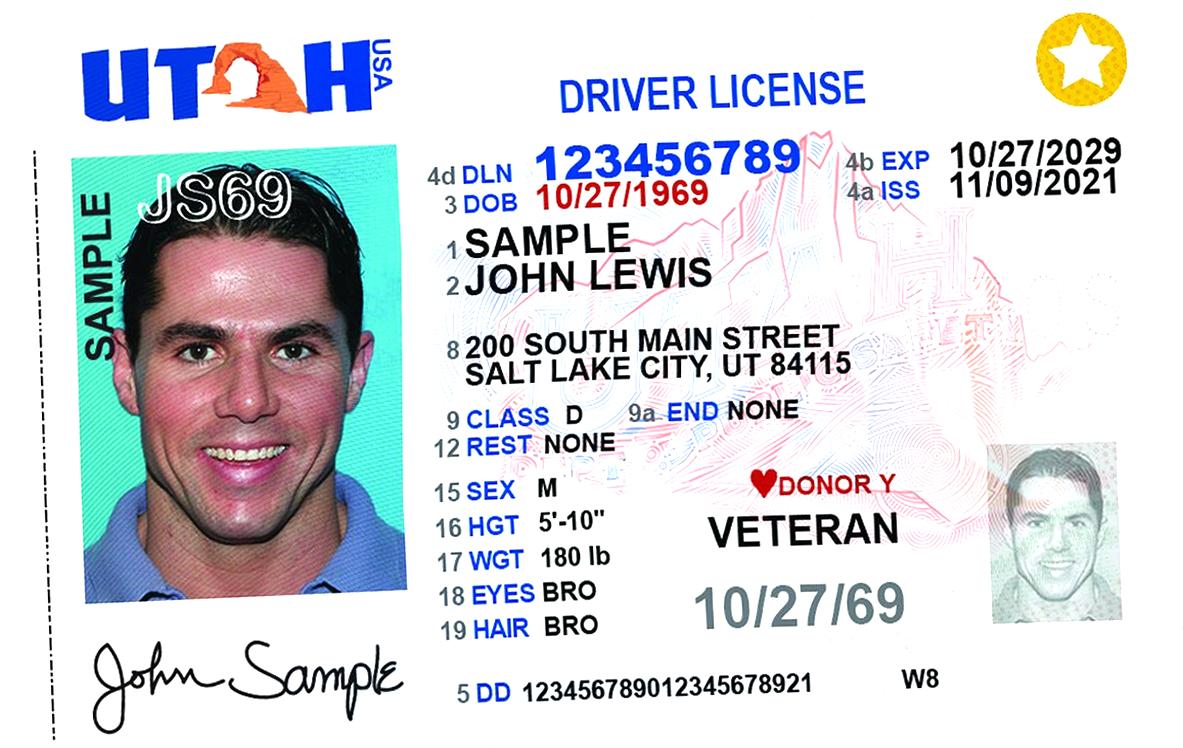 UTAH USA
DRIVER LICENSE
SAMPLE
JS69
4d DLN 123456789
3 DOB 10/27/1969
4b EXP 10/27/2029
4a ISS 11/09/2021
1 SAMPLE
2 JOHN LEWIS
8 200 SOUTH MAIN STREET
SALT LAKE CITY, UT 84115
9 CLASS D 9a END NONE
12 REST NONE
15 SEX M
♥DONOR Y
16 HGT 5'-10"
VETERAN
17 WGT 180 lb
18 EYES BRO
10/27/69
19 HAIR BRO
John Sample
5 DD 123456789012345678921
W8